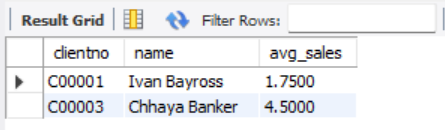 Result Grid Filter Rows:
clientno name avg_sales
C00001 Ivan Bayross 1.7500
C00003 Chhaya Banker 4.5000